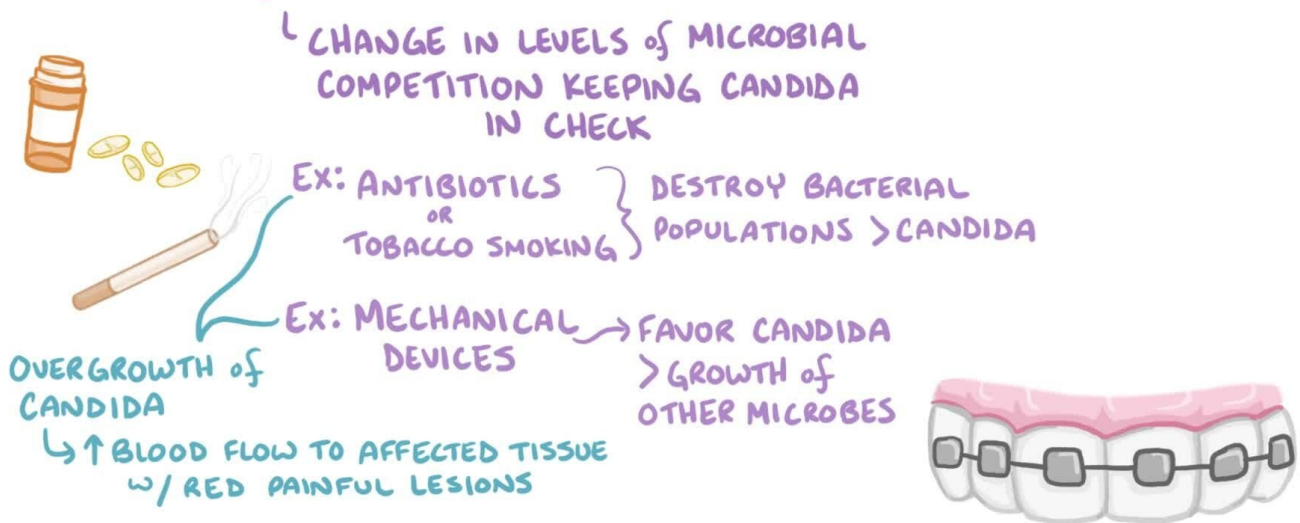 CHANGE IN LEVELS of MICROBIAL
COMPETITION KEEPING CANDIDA
IN CHECK
Ex: ANTIBIOTICS
OR
TOBACCO SMOKING
DESTROY BACTERIAL
POPULATIONS > CANDIDA
Ex: MECHANICAL
DEVICES
→ FAVOR CANDIDA
> GROWTH of
OTHER MICROBES
OVERGROWTH of
CANDIDA
↳ ↑ BLOOD FLOW TO AFFECTED TISSUE
w/ RED PAINFUL LESIONS